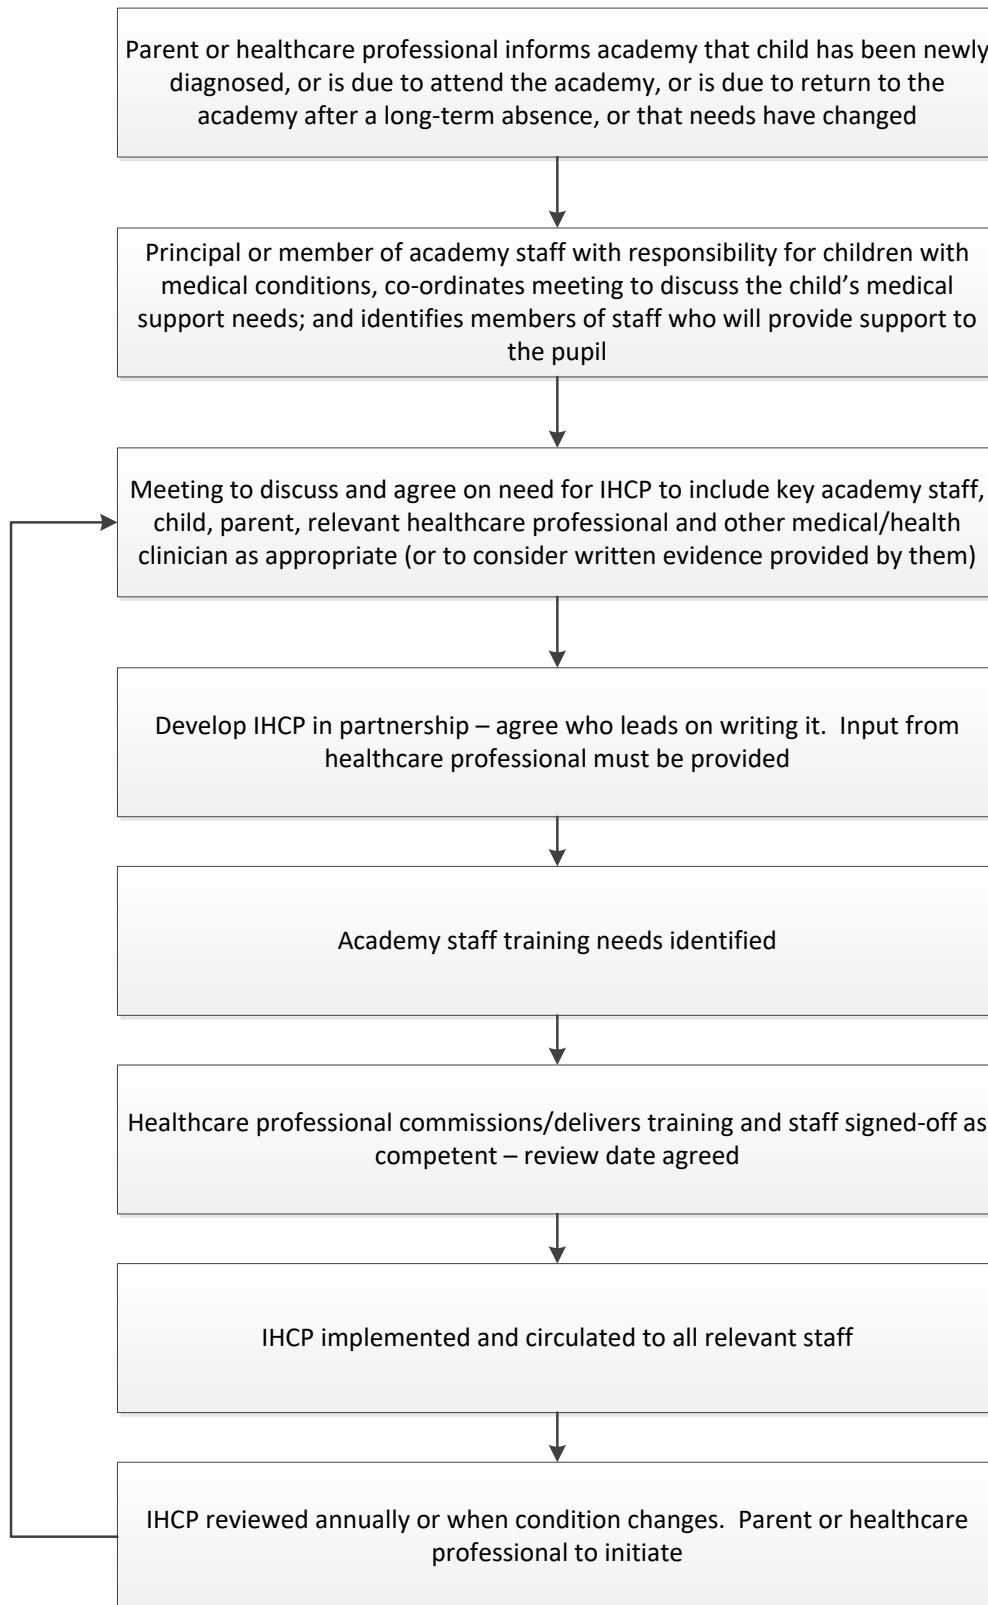 Parent or healthcare professional informs academy that child has been newly
diagnosed, or is due to attend the academy, or is due to return to the
academy after a long-term absence, or that needs have changed
Principal or member of academy staff with responsibility for children with
medical conditions, co-ordinates meeting to discuss the child’s medical
support needs; and identifies members of staff who will provide support to
the pupil
Meeting to discuss and agree on need for IHCP to include key academy staff,
child, parent, relevant healthcare professional and other medical/health
clinician as appropriate (or to consider written evidence provided by them)
Develop IHCP in partnership – agree who leads on writing it.  Input from
healthcare professional must be provided
Academy staff training needs identified
Healthcare professional commissions/delivers training and staff signed-off as
competent – review date agreed
IHCP implemented and circulated to all relevant staff
IHCP reviewed annually or when condition changes.  Parent or healthcare
professional to initiate